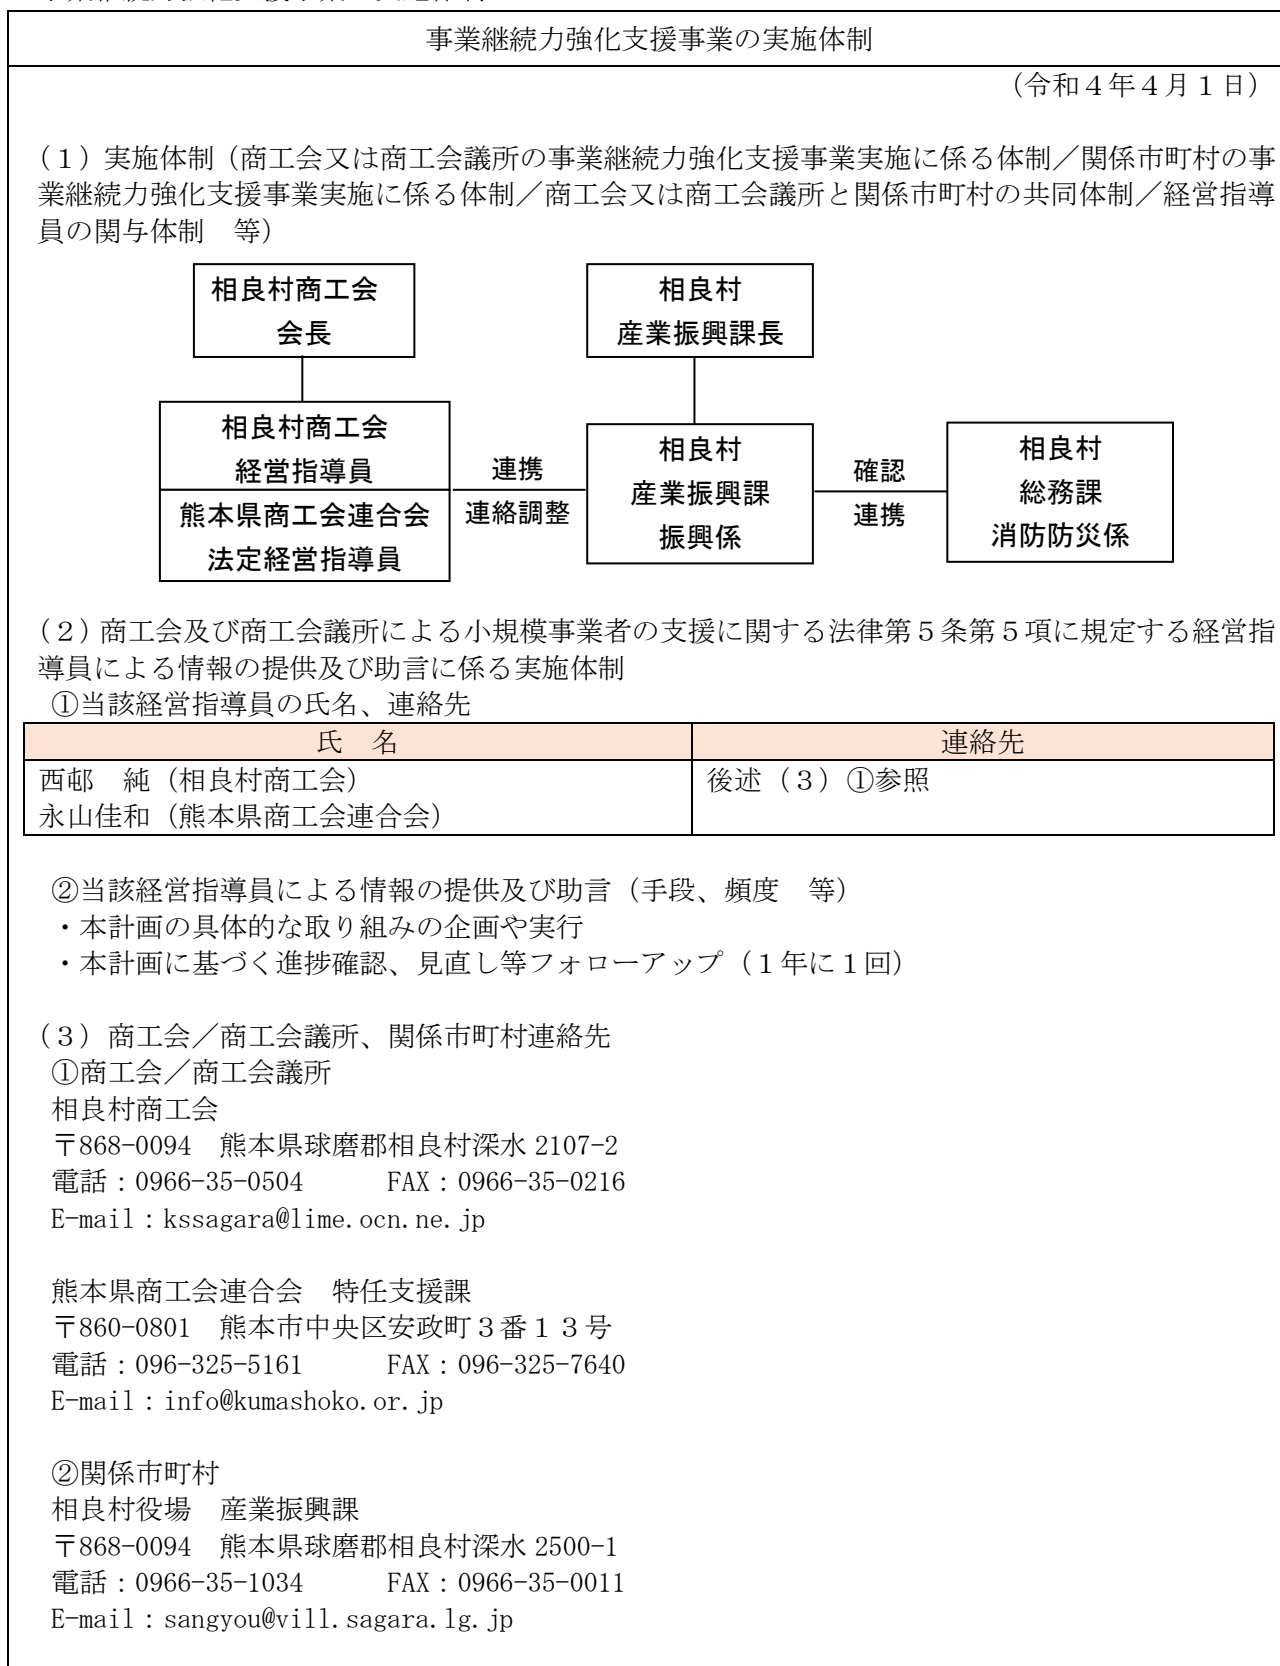 事業継続力強化支援事業の実施体制
（令和４年４月１日）
（１）実施体制（商工会又は商工会議所の事業継続力強化支援事業実施に係る体制／関係市町村の事
業継続力強化支援事業実施に係る体制／商工会又は商工会議所と関係市町村の共同体制／経営指導
員の関与体制　等）
相良村商工会
会長
相良村
産業振興課長
相良村商工会
経営指導員
熊本県商工会連合会
法定経営指導員
連携
連絡調整
相良村
産業振興課
振興係
確認
連携
相良村
総務課
消防防災係
（２）商工会及び商工会議所による小規模事業者の支援に関する法律第５条第５項に規定する経営指
導員による情報の提供及び助言に係る実施体制
①当該経営指導員の氏名、連絡先
氏　名
連絡先
西邨　純（相良村商工会）
永山佳和（熊本県商工会連合会）
後述（３）①参照
②当該経営指導員による情報の提供及び助言（手段、頻度　等）
・本計画の具体的な取り組みの企画や実行
・本計画に基づく進捗確認、見直し等フォローアップ（１年に１回）
（３）商工会／商工会議所、関係市町村連絡先
①商工会／商工会議所
相良村商工会
〒868-0094　熊本県球磨郡相良村深水 2107-2
電話：0966-35-0504　　FAX：0966-35-0216
E-mail：kssagara@lime.ocn.ne.jp
熊本県商工会連合会　特任支援課
〒860-0801　熊本市中央区安政町３番１３号
電話：096-325-5161　　FAX：096-325-7640
E-mail：info@kumashoko.or.jp
②関係市町村
相良村役場　産業振興課
〒868-0094　熊本県球磨郡相良村深水 2500-1
電話：0966-35-1034　　FAX：0966-35-0011
E-mail：sangyou@vill.sagara.lg.jp